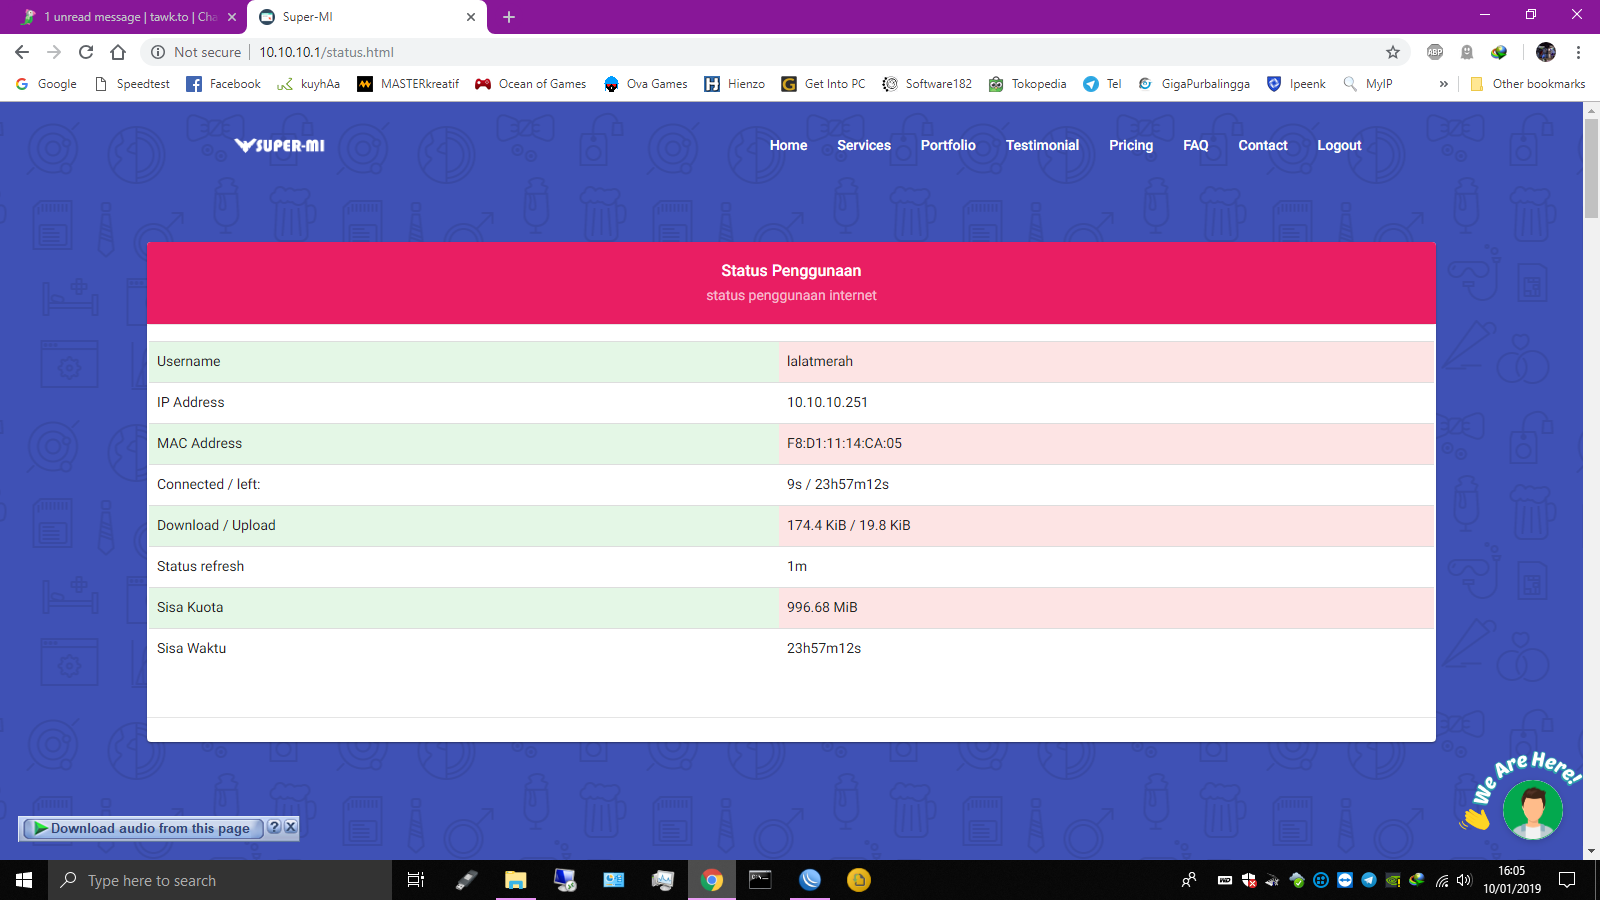 1 unread message | tawk.to | Cha
Super-MI
Not secure
10.10.10.1/status.html
ABP
Google
Speedtest
Facebook
kuyhAa
MASTERkreatif
Ocean of Games
Ova Games
Hienzo
Get Into PC
Software182
Tokopedia
Tel
GigaPurbalingga
Ipeenk
MyIP
»
Other bookmarks
SUPER-MI
Home
Services
Portfolio
Testimonial
Pricing
FAQ
Contact
Logout
Status Penggunaan
status penggunaan internet
Username lalatmerah
IP Address 10.10.10.251
MAC Address F8:D1:11:14:CA:05
Connected / left: 9s / 23h57m12s
Download / Upload 174.4 KiB / 19.8 KiB
Status refresh 1m
Sisa Kuota 996.68 MiB
Sisa Waktu 23h57m12s
We Are Here!
Download audio from this page
Type here to search
16:05
10/01/2019